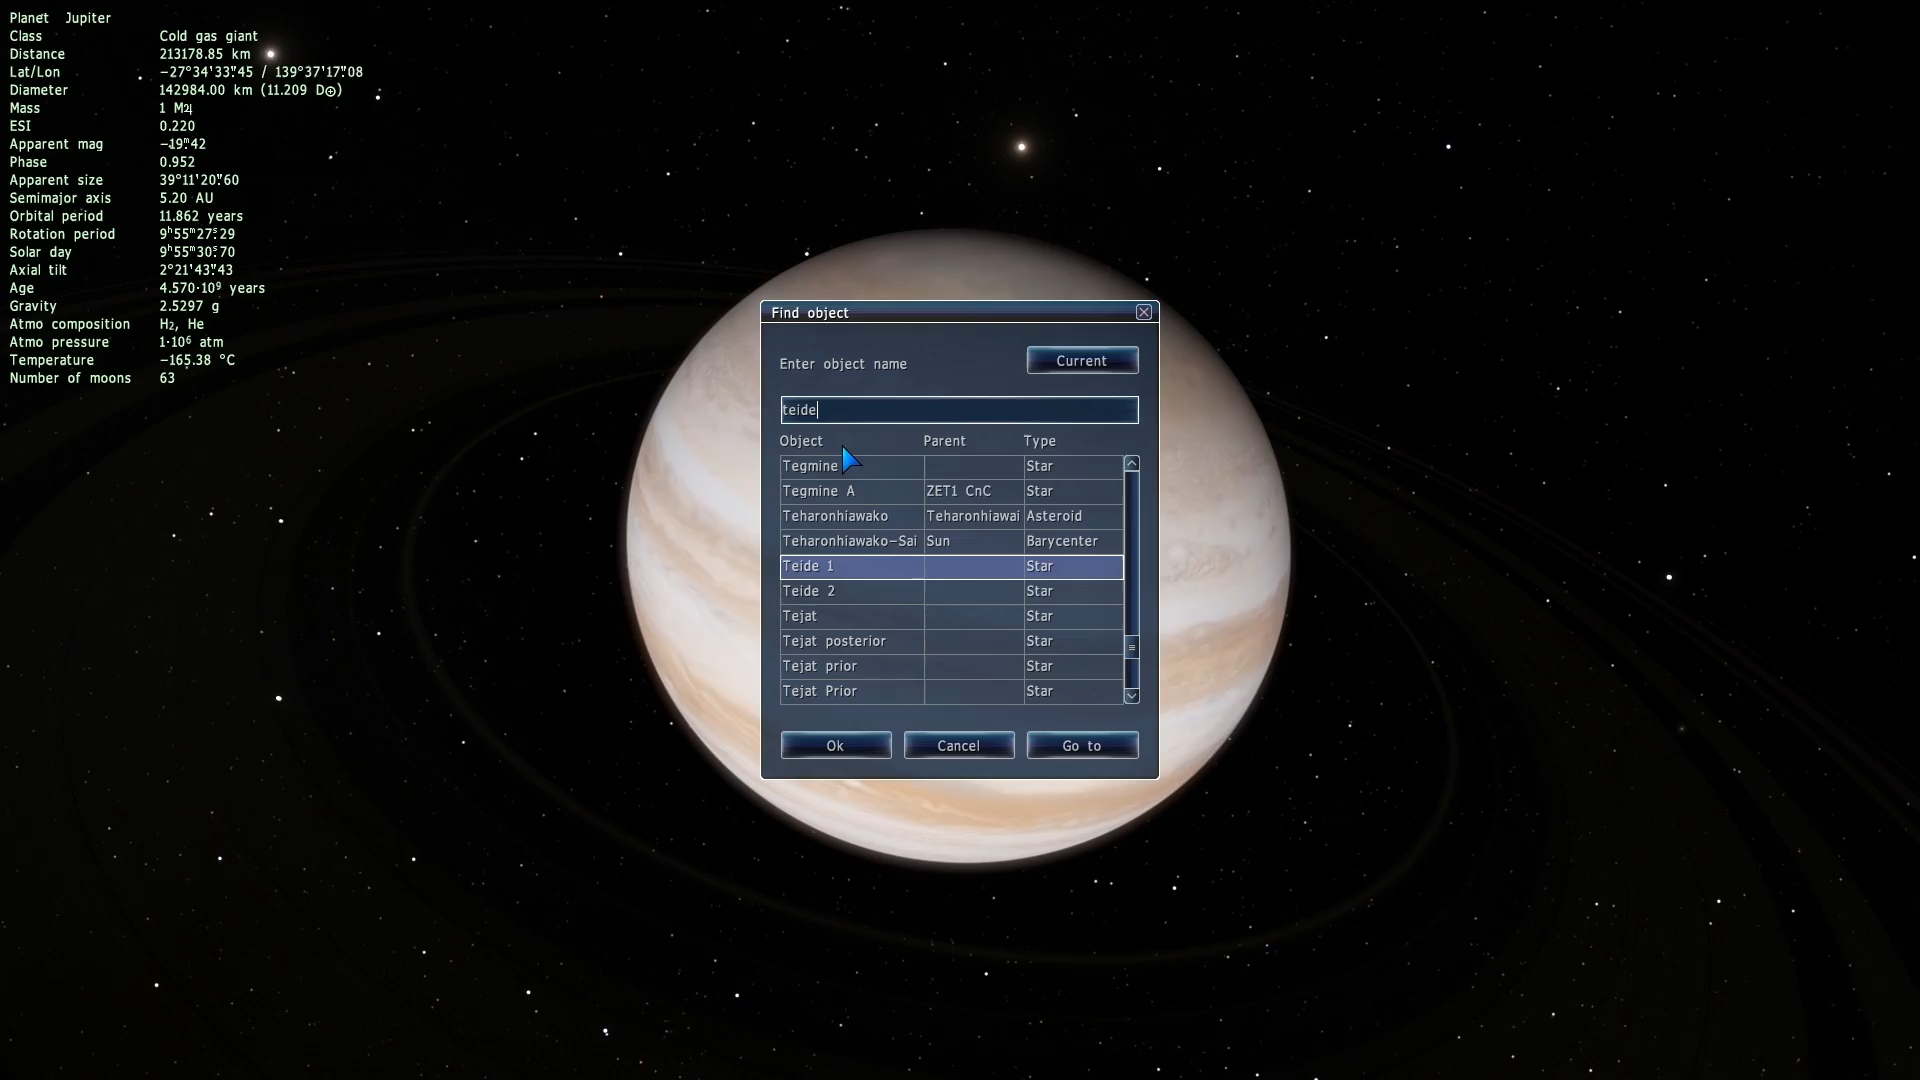 Planet Jupiter
Class Cold gas giant
Distance 213178.85 km
Lat/Lon −27°34'33"45 / 139°37'17"08
Diameter 142984.00 km (11.209 D⊕)
Mass 1 M♃
ESI 0.220
Apparent mag −19ᵐ42
Phase 0.952
Apparent size 39°11'20"60
Semimajor axis 5.20 AU
Orbital period 11.862 years
Rotation period 9ʰ55ᵐ27ˢ29
Solar day 9ʰ55ᵐ30ˢ70
Axial tilt 2°21'43"43
Age 4.570·10⁹ years
Gravity 2.5297 g
Atmo composition H₂, He
Atmo pressure 1·10⁶ atm
Temperature −165.38 °C
Number of moons 63
Find object
Enter object name Current
teide
Object Parent Type
Tegmine Star
Tegmine A ZET1 CnC Star
Teharonhiawako Teharonhiawai Asteroid
Teharonhiawako−Sai Sun Barycenter
Teide 1 Star
Teide 2 Star
Tejat Star
Tejat posterior Star
Tejat prior Star
Tejat Prior Star
Ok Cancel Go to